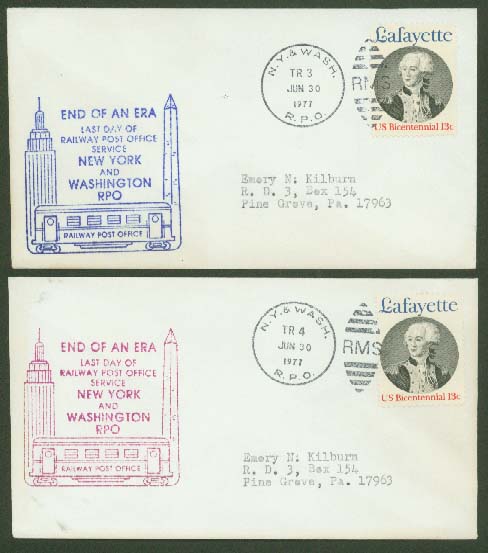 Lafayette
N.Y. & WASH.
TR 3
JUN 30
1977
R.P.O.
RMS
US Bicentennial 13c
END OF AN ERA
LAST DAY OF
RAILWAY POST OFFICE
SERVICE
NEW YORK
AND
WASHINGTON
RPO
RAILWAY POST OFFICE
Emery N: Kilburn
R. D. 3, Box 154
Pine Grove, Pa. 17963
Lafayette
N.Y. & WASH.
TR 4
JUN 30
1977
R.P.O.
RMS
US Bicentennial 13c
END OF AN ERA
LAST DAY OF
RAILWAY POST OFFICE
SERVICE
NEW YORK
AND
WASHINGTON
RPO
RAILWAY POST OFFICE
Emery N: Kilburn
R. D. 3, Box 154
Pine Grove, Pa. 17963